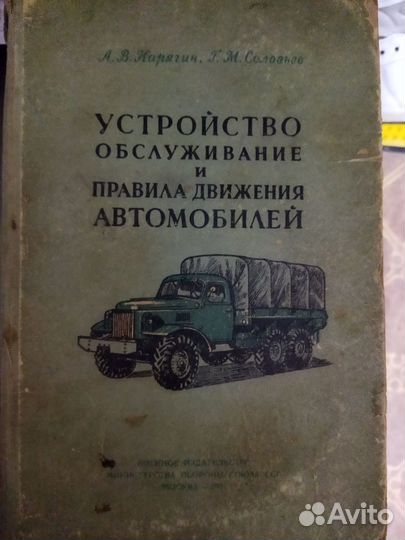 А. В. Карягин, Г. М. Соловьев
УСТРОЙСТВО
ОБСЛУЖИВАНИЕ
И
ПРАВИЛА ДВИЖЕНИЯ
АВТОМОБИЛЕЙ
ВОЕННОЕ ИЗДАТЕЛЬСТВО
МИНИСТЕРСТВА ОБОРОНЫ СОЮЗА ССР
МОСКВА
Avito